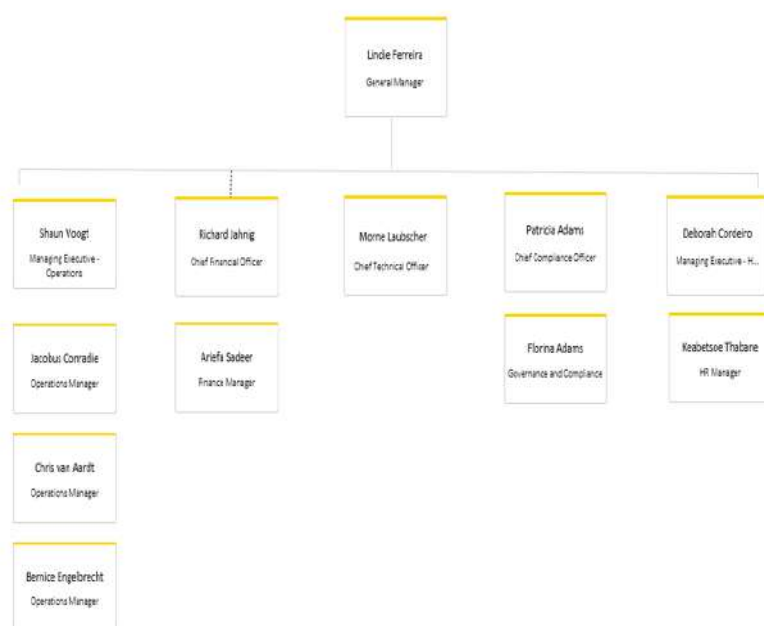 Lindie Ferreira
General Manager
Shaun Voogt
Managing Executive -
Operations
Richard Jahnig
Chief Financial Officer
Morne Laubscher
Chief Technical Officer
Patricia Adams
Chief Compliance Officer
Deborah Cordeiro
Managing Executive - H...
Jacobus Conradie
Operations Manager
Ariefa Sadeer
Finance Manager
Florina Adams
Governance and Compliance
Keabetsoe Thabane
HR Manager
Chris van Aardt
Operations Manager
Bernice Engelbrecht
Operations Manager